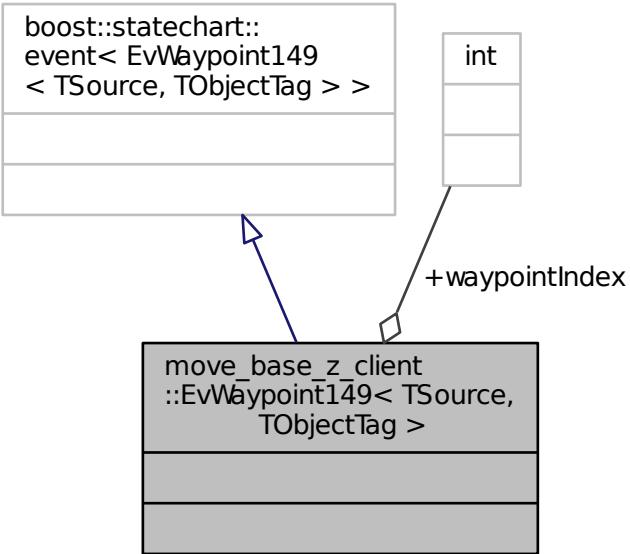 boost::statechart::
event< EvWaypoint149
< TSource, TObjectTag > >
int
+waypointIndex
move_base_z_client
::EvWaypoint149< TSource,
TObjectTag >